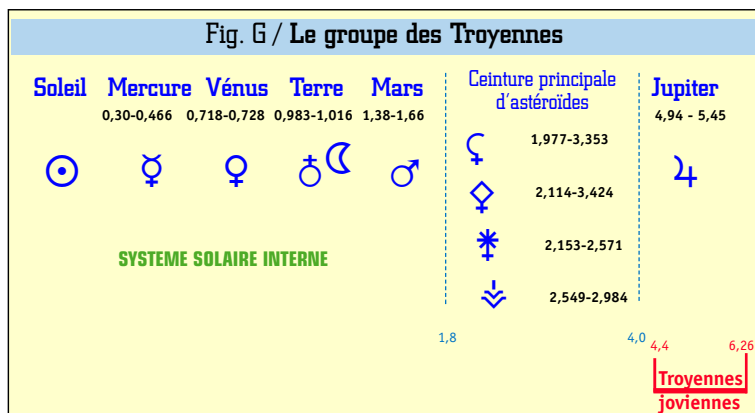 Fig. G / Le groupe des Troyennes
Soleil Mercure Vénus Terre Mars
0,30-0,466 0,718-0,728 0,983-1,016 1,38-1,66
Ceinture principale
d'astéroïdes
1,977-3,353
2,114-3,424
2,153-2,571
2,549-2,984
Jupiter
4,94 - 5,45
SYSTEME SOLAIRE INTERNE
1,8 4,0
4,4 6,26
Troyennes
joviennes